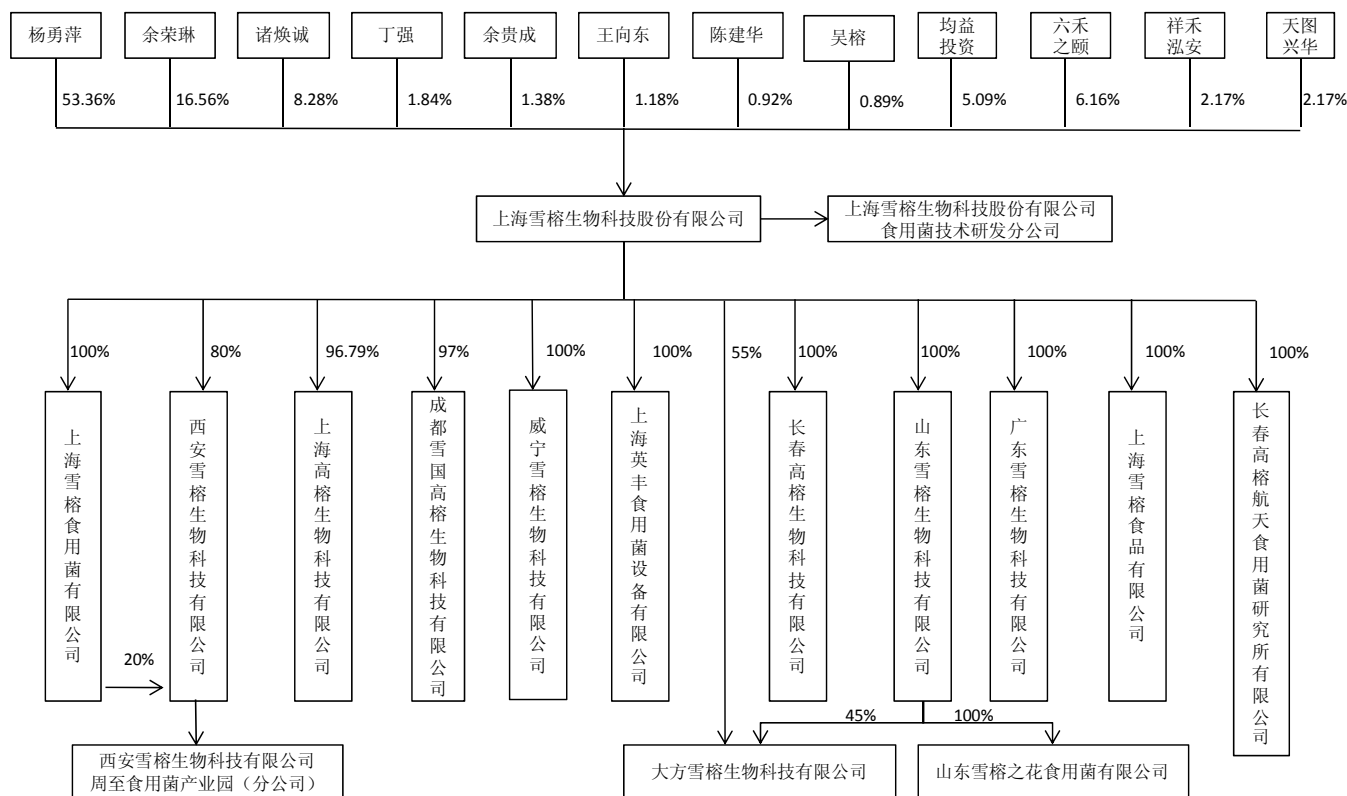 杨勇萍
余荣琳
诸焕诚
丁强
余贵成
王向东
陈建华
吴榕
均益
投资
六禾
之颐
祥禾
泓安
天图
兴华
53.36%
16.56%
8.28%
1.84%
1.38%
1.18%
0.92%
0.89%
5.09%
6.16%
2.17%
2.17%
上海雪榕生物科技股份有限公司
上海雪榕生物科技股份有限公司
食用菌技术研发分公司
100%
80%
96.79%
97%
100%
100%
55%
100%
100%
100%
100%
100%
上海雪榕食用菌有限公司
西安雪榕生物科技有限公司
上海高榕生物科技有限公司
成都雪国高榕生物科技有限公司
威宁雪榕生物科技有限公司
上海英丰食用菌设备有限公司
长春高榕生物科技有限公司
山东雪榕生物科技有限公司
广东雪榕生物科技有限公司
上海雪榕食品有限公司
长春高榕航天食用菌研究所有限公司
20%
45%
100%
西安雪榕生物科技有限公司
周至食用菌产业园（分公司）
大方雪榕生物科技有限公司
山东雪榕之花食用菌有限公司